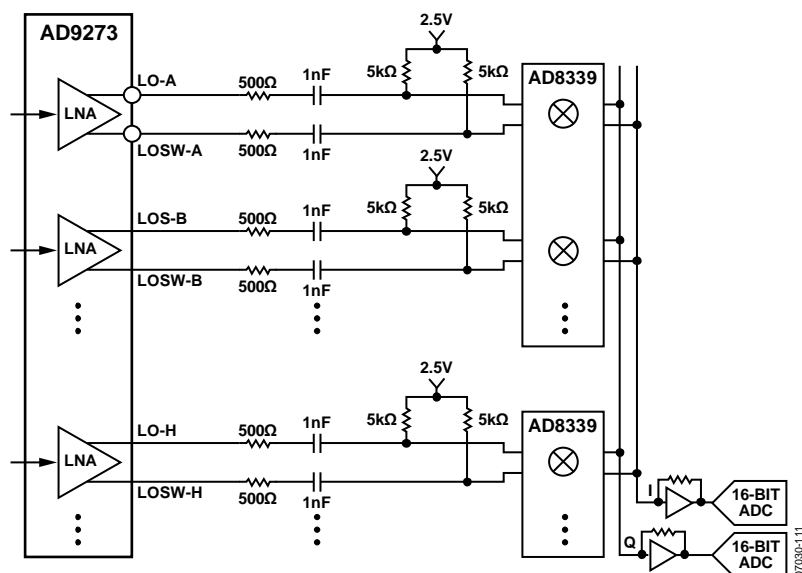 AD9273
2.5V
LO-A 500Ω 1nF 5kΩ 5kΩ AD8339
LNA
LOSW-A 500Ω 1nF
2.5V
LOS-B 500Ω 1nF 5kΩ 5kΩ
LNA
LOSW-B 500Ω 1nF
2.5V
LO-H 500Ω 1nF 5kΩ 5kΩ AD8339
LNA
LOSW-H 500Ω 1nF
I 16-BIT
ADC
Q 16-BIT
ADC
07030-111